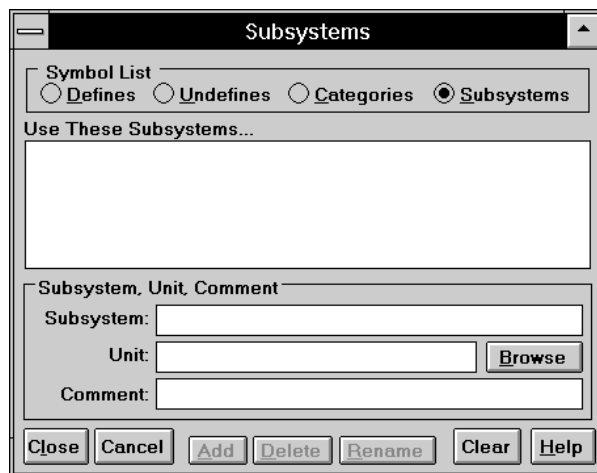 Subsystems
Symbol List
Defines Undefines Categories Subsystems
Use These Subsystems...
Subsystem, Unit, Comment
Subsystem:
Unit: Browse
Comment:
Close Cancel Add Delete Rename Clear Help